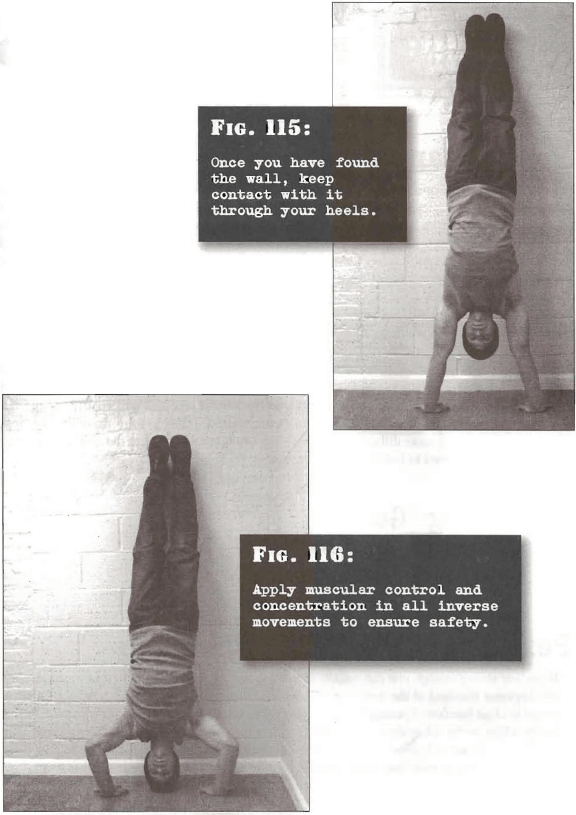 FIG. 115:
Once you have found
the wall, keep
contact with it
through your heels.
FIG. 116:
Apply muscular control and
concentration in all inverse
movements to ensure safety.